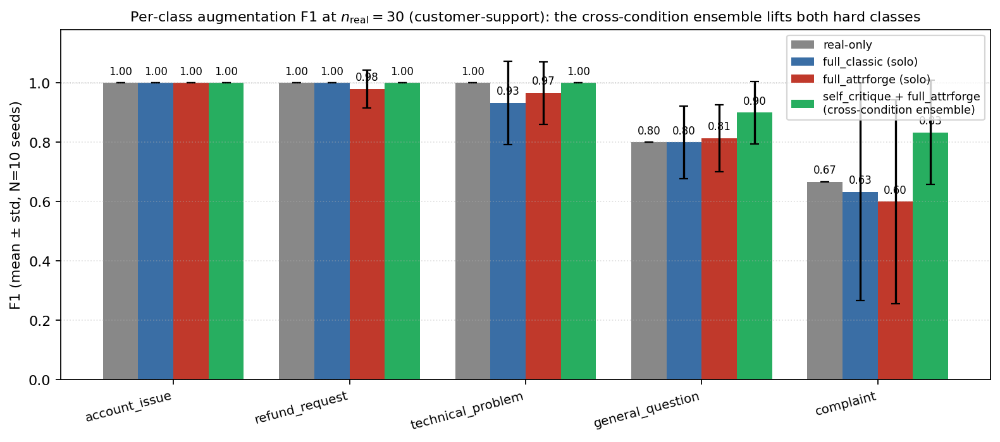 Per-class augmentation F1 at n_real = 30 (customer-support): the cross-condition ensemble lifts both hard classes
F1 (mean ± std, N=10 seeds)
1.0
0.8
0.6
0.4
0.2
0.0
real-only
full_classic (solo)
full_attrforge (solo)
self_critique + full_attrforge
(cross-condition ensemble)
1.00 1.00 1.00 1.00
1.00 1.00 0.98 1.00
1.00 0.93 0.97 1.00
0.80 0.80 0.81 0.90
0.67 0.63 0.60 0.83
account_issue
refund_request
technical_problem
general_question
complaint